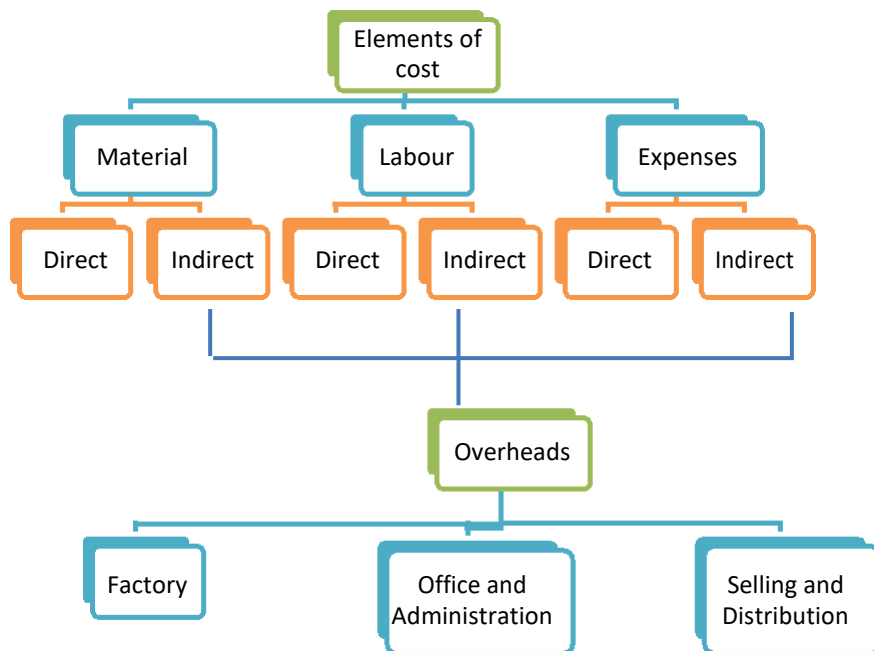 Elements of
cost
Material
Labour
Expenses
Direct
Indirect
Direct
Indirect
Direct
Indirect
Overheads
Factory
Office and
Administration
Selling and
Distribution